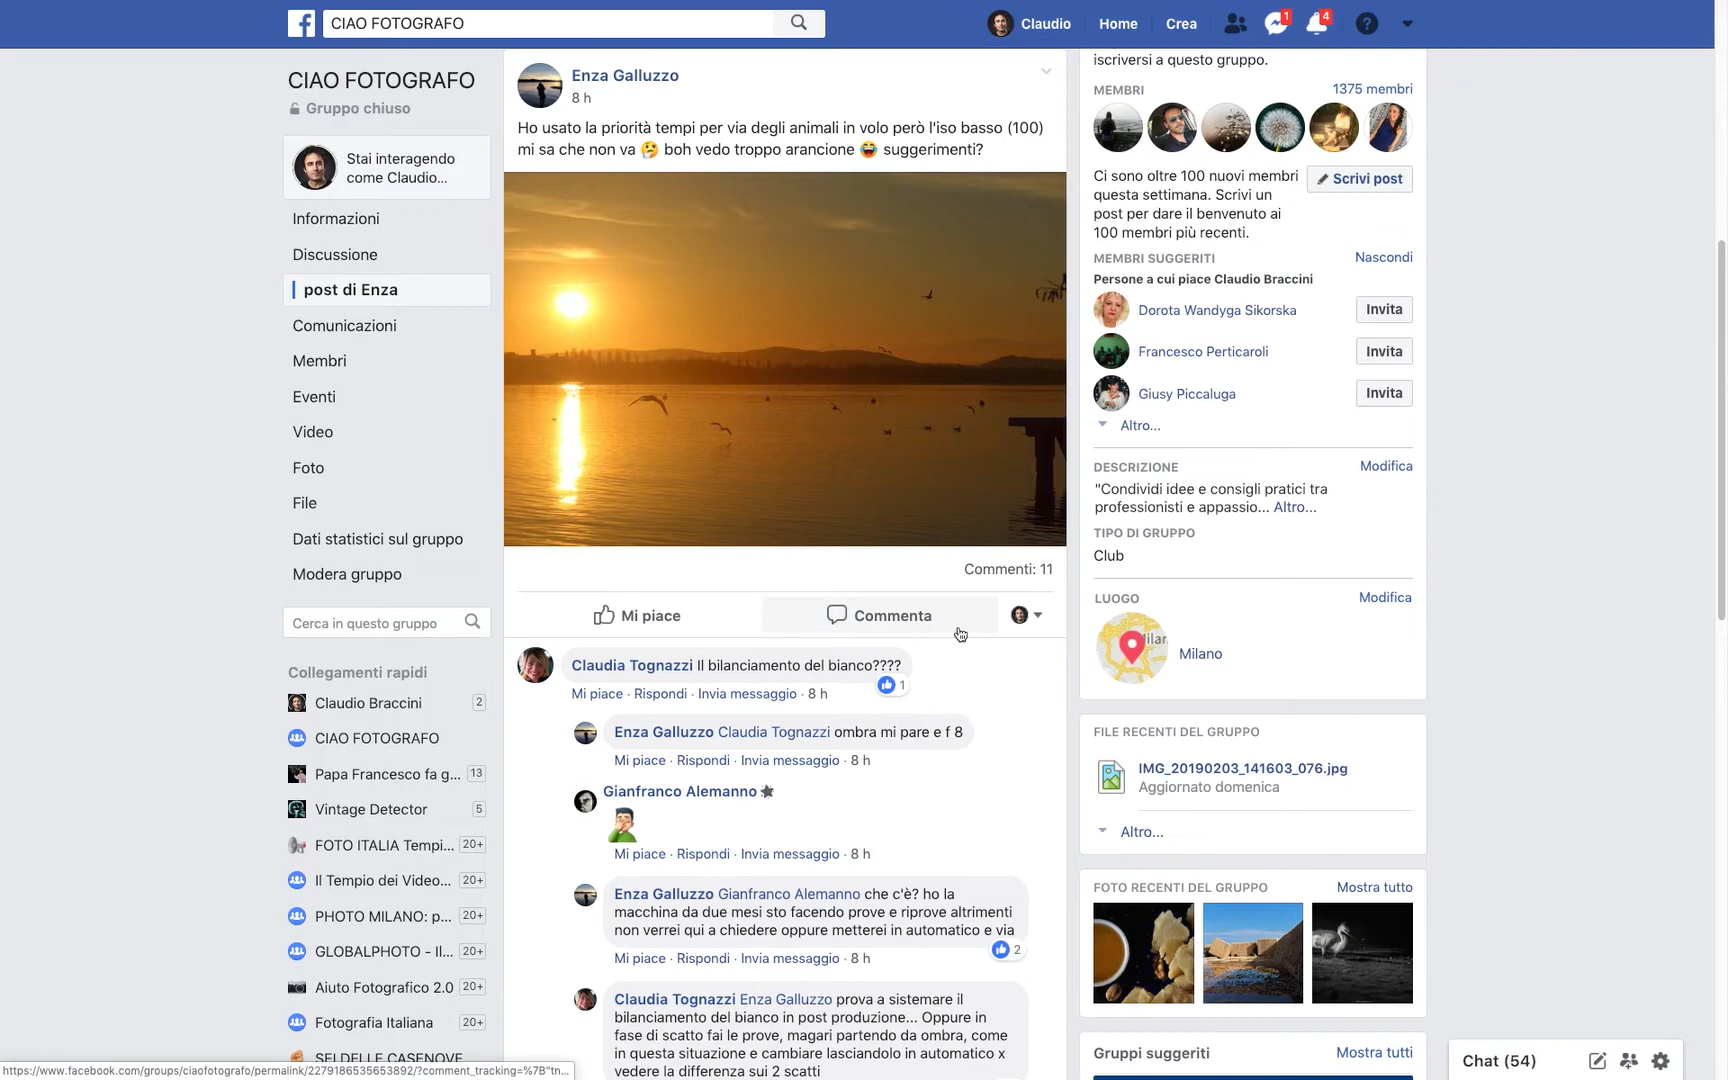 CIAO FOTOGRAFO
Claudio
Home
Crea
1
4
CIAO FOTOGRAFO
Gruppo chiuso
Stai interagendo
come Claudio...
Informazioni
Discussione
post di Enza
Comunicazioni
Membri
Eventi
Video
Foto
File
Dati statistici sul gruppo
Modera gruppo
Cerca in questo gruppo
Collegamenti rapidi
Claudio Braccini 2
CIAO FOTOGRAFO
Papa Francesco fa g... 13
Vintage Detector 5
FOTO ITALIA Tempi... 20+
Il Tempio dei Video... 20+
PHOTO MILANO: p... 20+
GLOBALPHOTO - Il... 20+
Aiuto Fotografico 2.0 20+
Fotografia Italiana 20+
SEI DELLE CASENOVE
https://www.facebook.com/groups/ciaofotografo/permalink/2279186535653892/?comment_tracking=%7B"tn...
Enza Galluzzo
8 h
Ho usato la priorità tempi per via degli animali in volo però l'iso basso (100)
mi sa che non va 😢 boh vedo troppo arancione 😂 suggerimenti?
Commenti: 11
Mi piace
Commenta
Claudia Tognazzi Il bilanciamento del bianco????
1
Mi piace · Rispondi · Invia messaggio · 8 h
Enza Galluzzo Claudia Tognazzi ombra mi pare e f 8
Mi piace · Rispondi · Invia messaggio · 8 h
Gianfranco Alemanno
Mi piace · Rispondi · Invia messaggio · 8 h
Enza Galluzzo Gianfranco Alemanno che c'è? ho la
macchina da due mesi sto facendo prove e riprove altrimenti
non verrei qui a chiedere oppure metterei in automatico e via
2
Mi piace · Rispondi · Invia messaggio · 8 h
Claudia Tognazzi Enza Galluzzo prova a sistemare il
bilanciamento del bianco in post produzione... Oppure in
fase di scatto fai le prove, magari partendo da ombra, come
in questa situazione e cambiare lasciandolo in automatico x
vedere la differenza sui 2 scatti
iscriversi a questo gruppo.
MEMBRI
1375 membri
Ci sono oltre 100 nuovi membri
questa settimana. Scrivi un
post per dare il benvenuto ai
100 membri più recenti.
Scrivi post
MEMBRI SUGGERITI
Nascondi
Persone a cui piace Claudio Braccini
Dorota Wandyga Sikorska Invita
Francesco Perticaroli Invita
Giusy Piccaluga Invita
Altro...
DESCRIZIONE
Modifica
"Condividi idee e consigli pratici tra
professionisti e appassio... Altro...
TIPO DI GRUPPO
Club
LUOGO
Modifica
Milan
Milano
FILE RECENTI DEL GRUPPO
IMG_20190203_141603_076.jpg
Aggiornato domenica
Altro...
FOTO RECENTI DEL GRUPPO
Mostra tutto
Gruppi suggeriti
Mostra tutti
Chat (54)